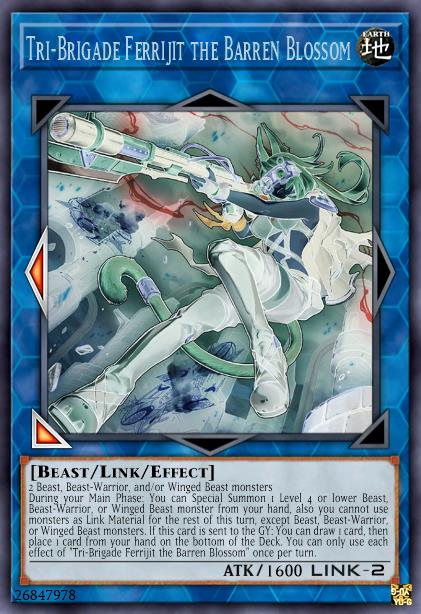 Tri-Brigade Ferrijit the Barren Blossom
EARTH
地
[Beast/Link/Effect]
2 Beast, Beast-Warrior, and/or Winged Beast monsters
During your Main Phase: You can Special Summon 1 Level 4 or lower Beast,
Beast-Warrior, or Winged Beast monster from your hand, also you cannot use
monsters as Link Material for the rest of this turn, except Beast, Beast-Warrior,
or Winged Beast monsters. If this card is sent to the GY: You can draw 1 card, then
place 1 card from your hand on the bottom of the Deck. You can only use each
effect of "Tri-Brigade Ferrijit the Barren Blossom" once per turn.
ATK/1600 LINK-2
26847978